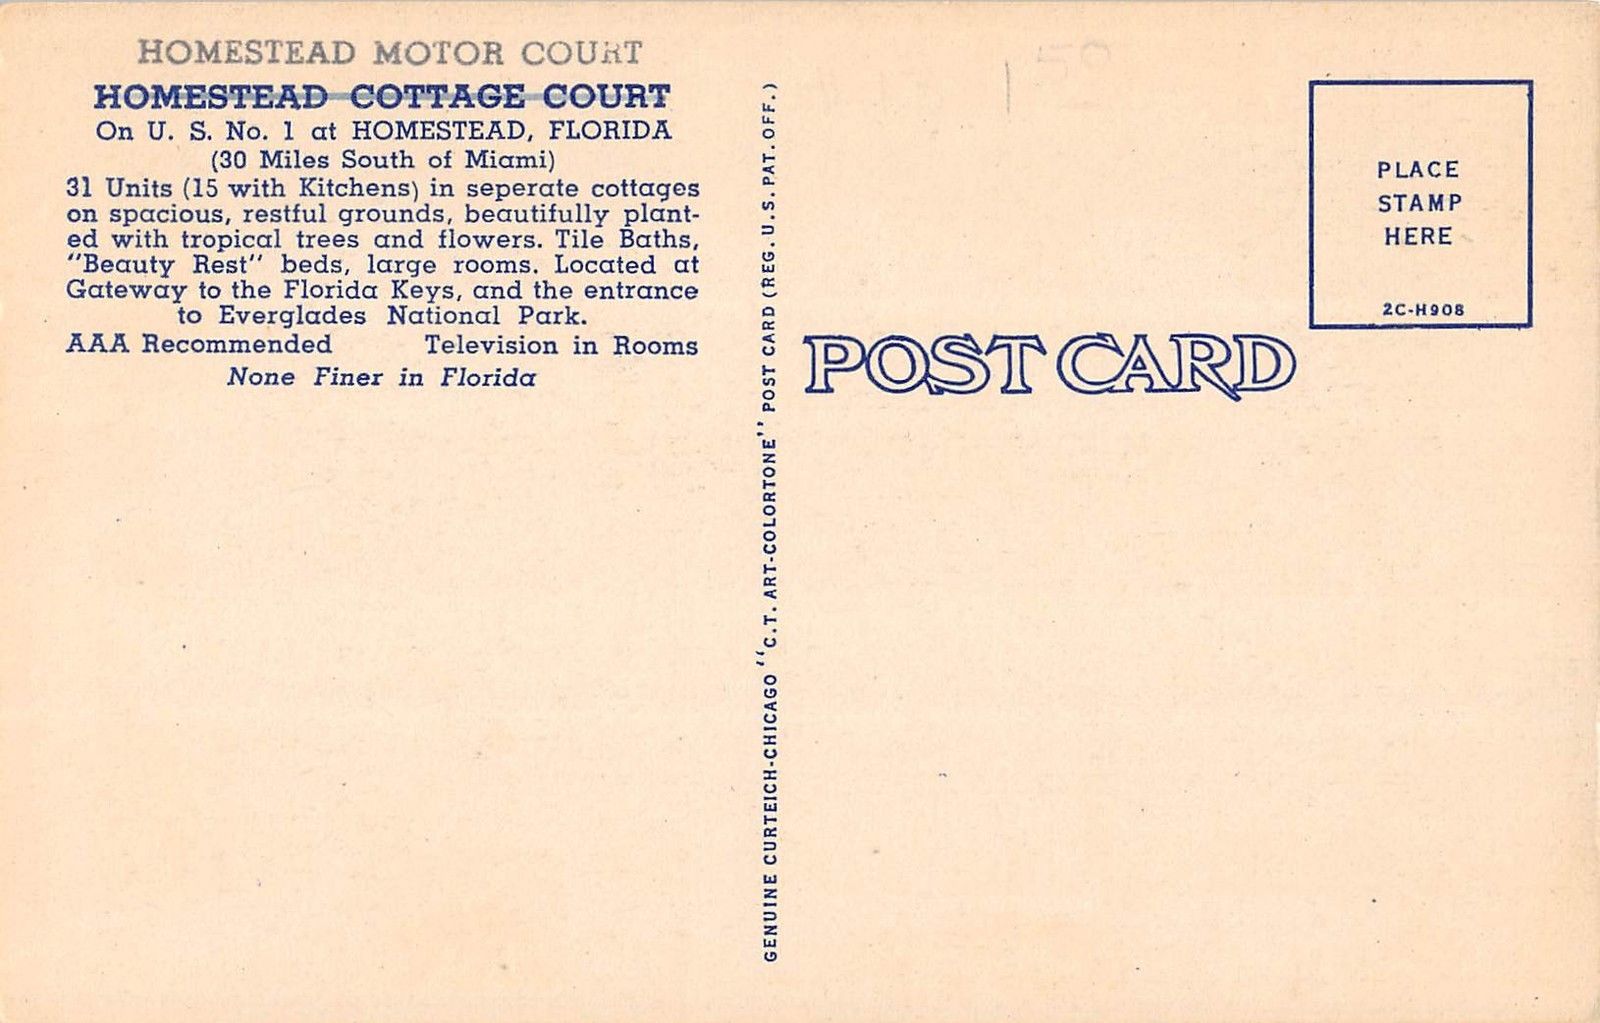 HOMESTEAD MOTOR COURT
HOMESTEAD COTTAGE COURT
On U. S. No. 1 at HOMESTEAD, FLORIDA
(30 Miles South of Miami)
31 Units (15 with Kitchens) in seperate cottages
on spacious, restful grounds, beautifully plant-
ed with tropical trees and flowers. Tile Baths,
"Beauty Rest" beds, large rooms. Located at
Gateway to the Florida Keys, and the entrance
to Everglades National Park.
AAA Recommended Television in Rooms
None Finer in Florida
GENUINE CURTEICH-CHICAGO "C.T. ART-COLORTONE" POST CARD (REG. U.S. PAT. OFF.)
150
PLACE
STAMP
HERE
2C-H908
POST CARD